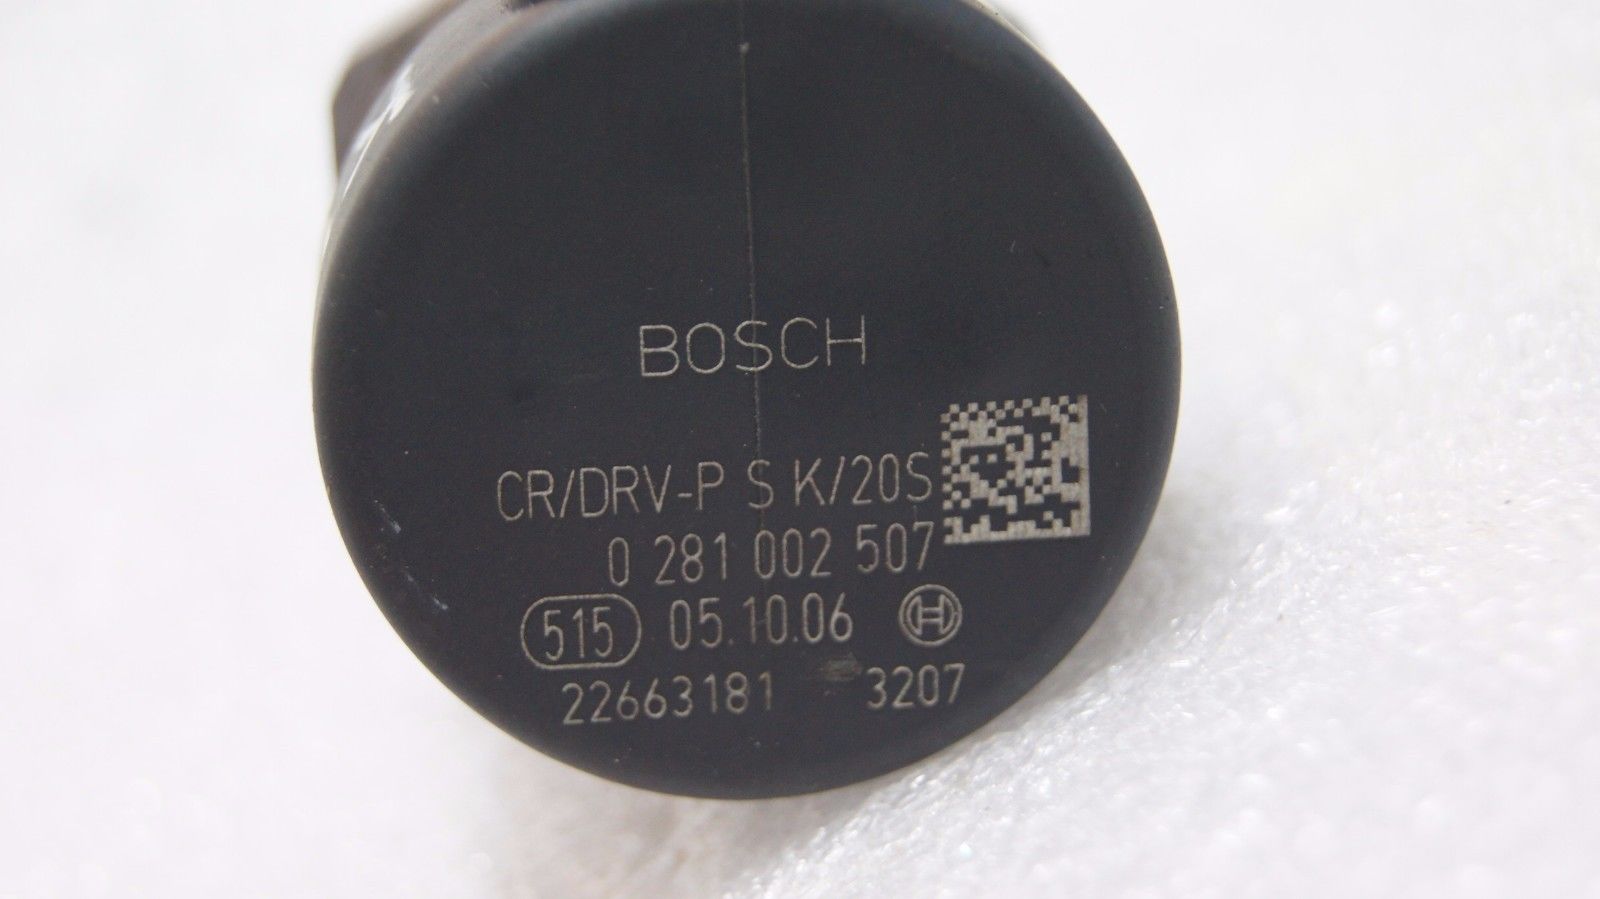 BOSCH
CR/DRV-P S K/20S
0 281 002 507
515 05.10.06
22663181 3207